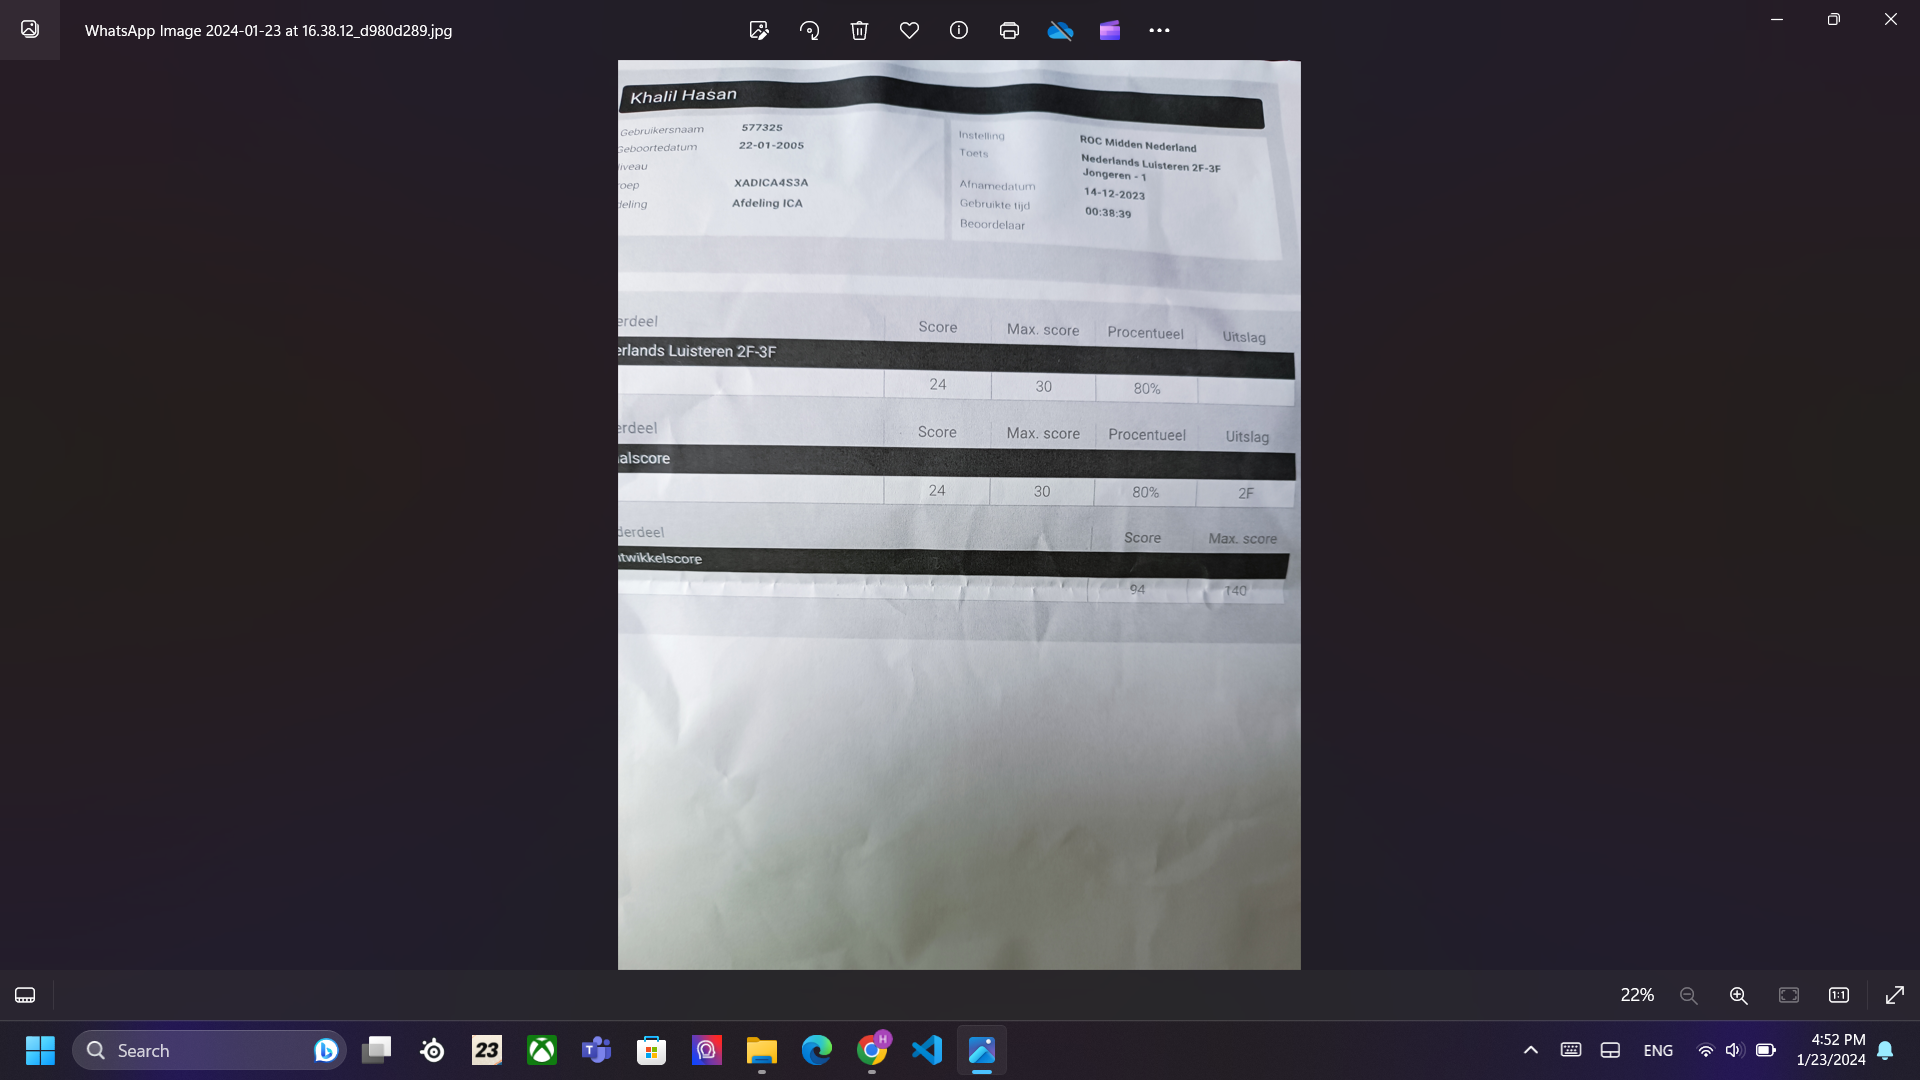 WhatsApp Image 2024-01-23 at 16.38.12_d980d289.jpg
Khalil Hasan
Gebruikersnaam 577325
Geboortedatum 22-01-2005
iveau
oep XADICA4S3A
deling Afdeling ICA
Instelling ROC Midden Nederland
Toets Nederlands Luisteren 2F-3F
Jongeren - 1
Afnamedatum 14-12-2023
Gebruikte tijd 00:38:39
Beoordelaar
erdeel Score Max. score Procentueel Uitslag
erlands Luisteren 2F-3F
24 30 80%
erdeel Score Max. score Procentueel Uitslag
alscore
24 30 80% 2F
derdeel Score Max. score
ntwikkelscore
94 140
22%
1:1
Search
23
H
ENG
4:52 PM
1/23/2024